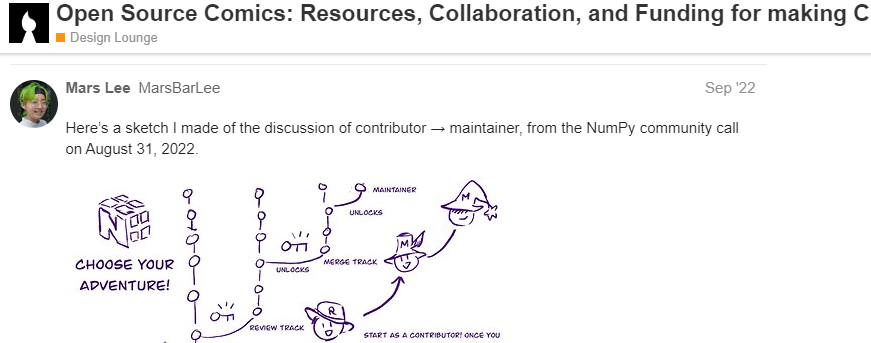 Open Source Comics: Resources, Collaboration, and Funding for making C
Design Lounge
Mars Lee MarsBarLee Sep '22
Here's a sketch I made of the discussion of contributor → maintainer, from the NumPy community call
on August 31, 2022.
N
CHOOSE YOUR
ADVENTURE!
MAINTAINER
UNLOCKS
M
UNLOCKS
MERGE TRACK
M
REVIEW TRACK
R
START AS A CONTRIBUTOR! ONCE YOU